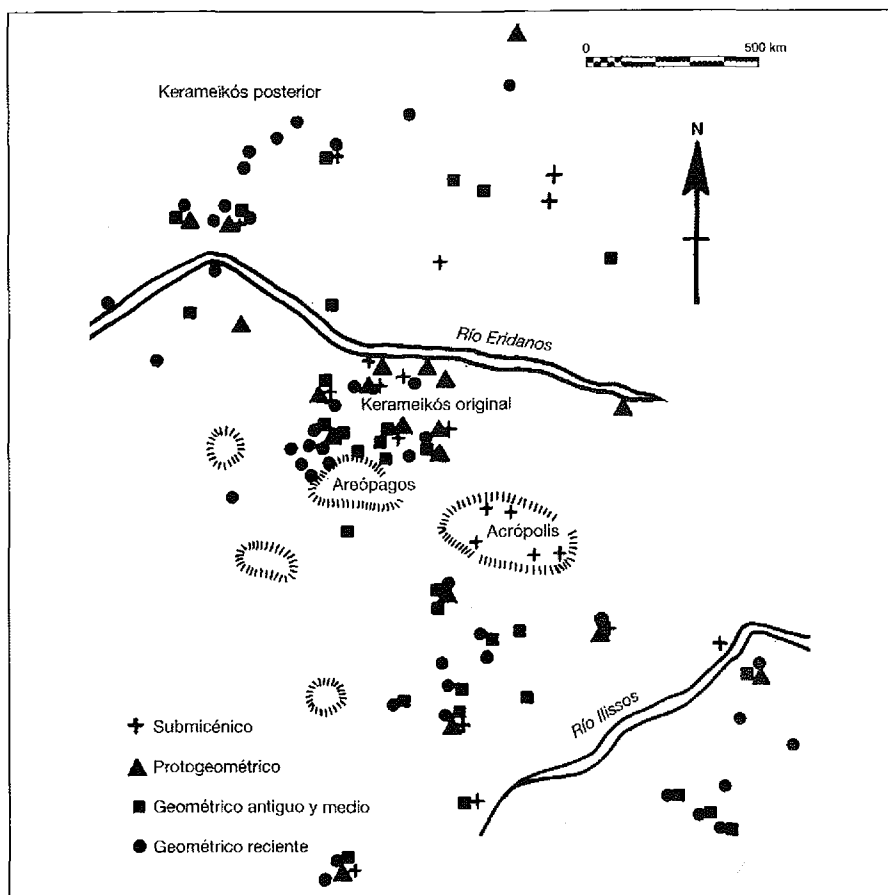 0 500 km
Kerameikós posterior
N
Río Eridanos
Kerameikós original
Areópagos
Acrópolis
Río Ilissos
Submicénico
Protogeométrico
Geométrico antiguo y medio
Geométrico reciente